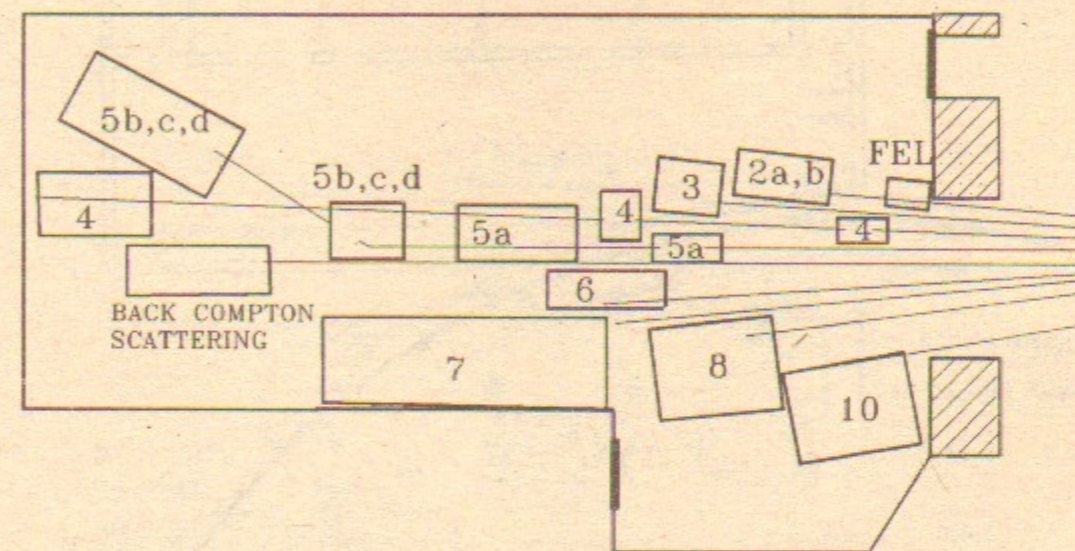 5b,c,d
FEL
2a,b
3
5b,c,d
4
4
5a
4
5a
6
BACK COMPTON
SCATTERING
7
8
10